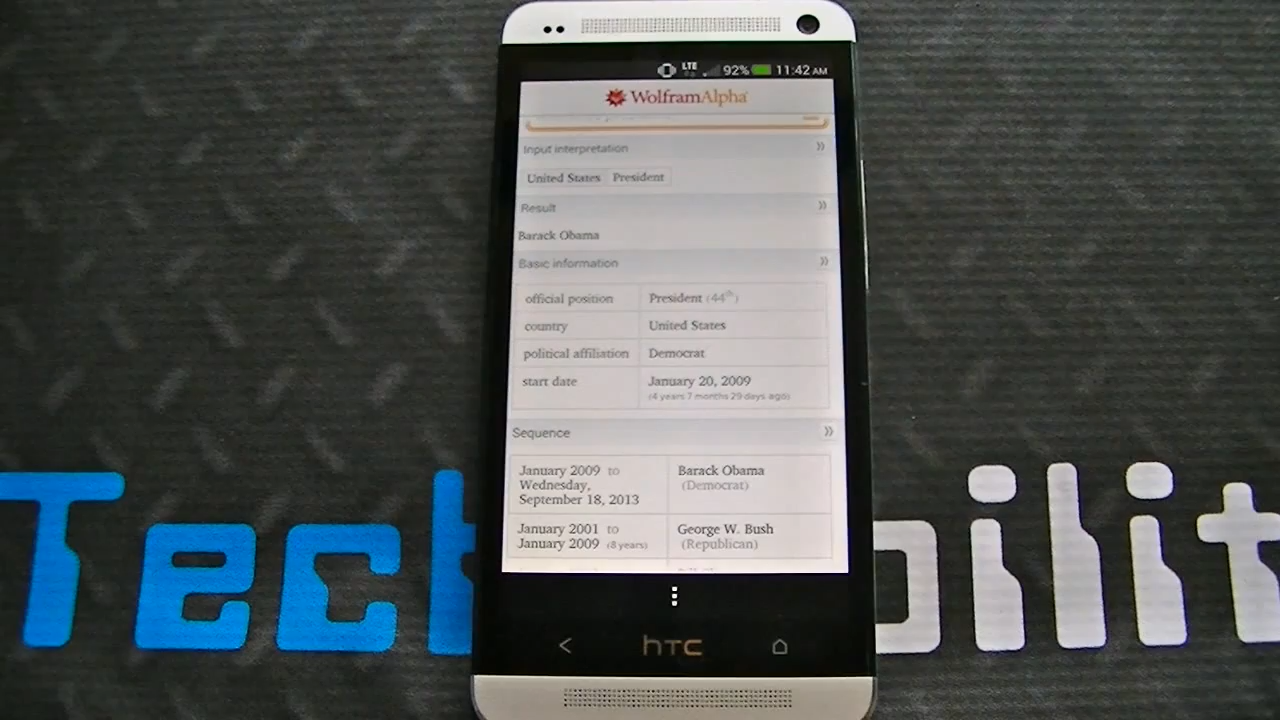 LTE 92% 11:42 AM
WolframAlpha
Input interpretation
United States President
Result
Barack Obama
Basic information
official position President (44th)
country United States
political affiliation Democrat
start date January 20, 2009
(4 years 7 months 29 days ago)
Sequence
January 2009 to Barack Obama
Wednesday, (Democrat)
September 18, 2013
January 2001 to George W. Bush
January 2009 (8 years) (Republican)
hTC
Tec
bilit